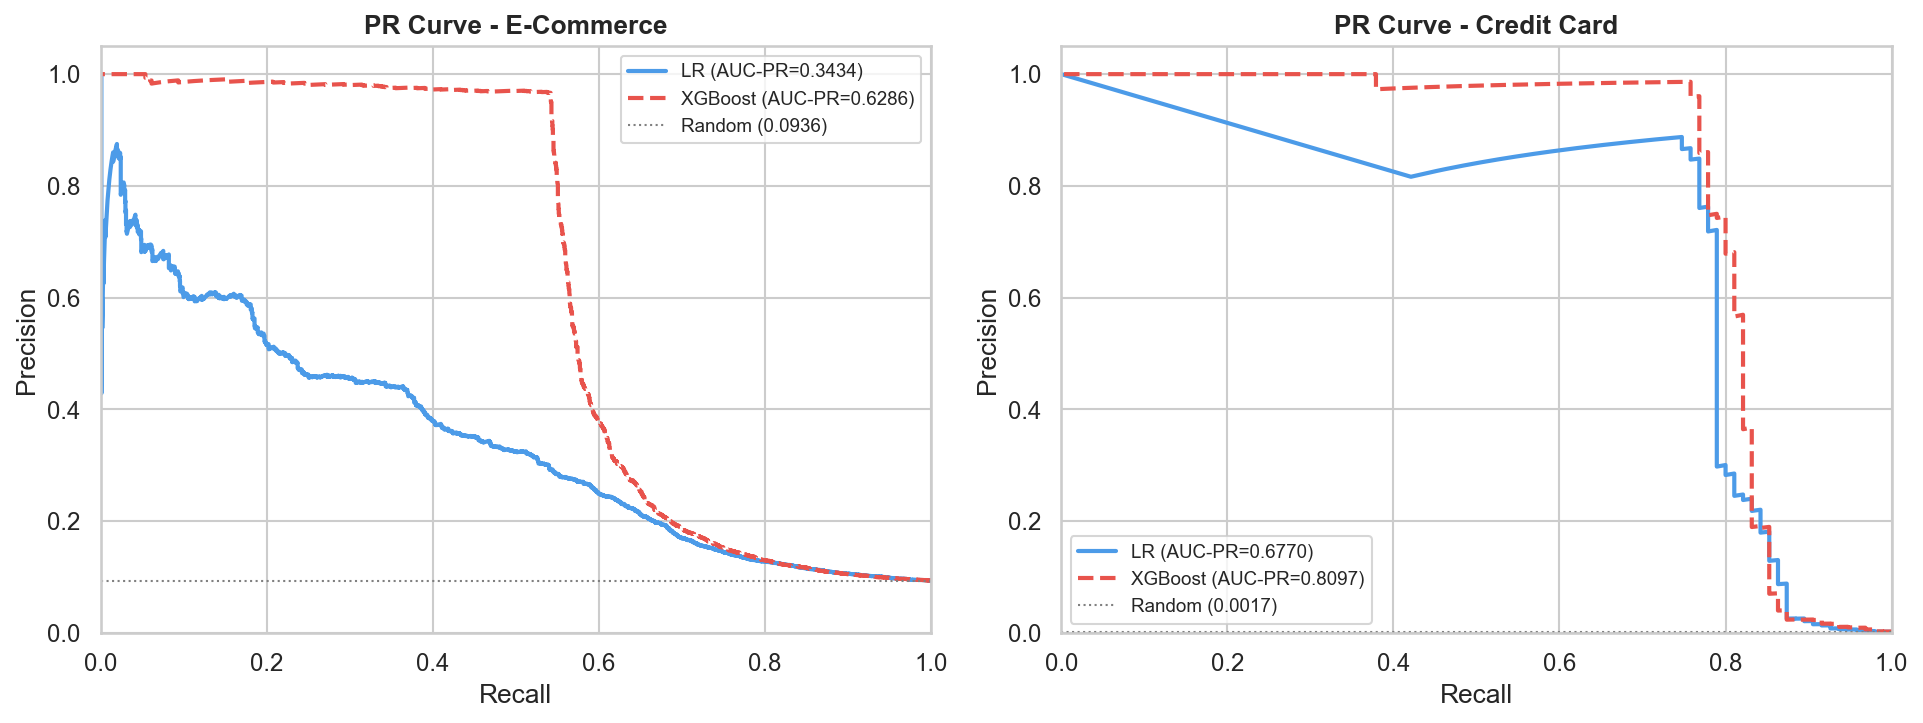 PR Curve - E-Commerce
Precision
1.0
0.8
0.6
0.4
0.2
0.0
LR (AUC-PR=0.3434)
XGBoost (AUC-PR=0.6286)
Random (0.0936)
0.0 0.2 0.4 0.6 0.8 1.0
Recall
PR Curve - Credit Card
Precision
1.0
0.8
0.6
0.4
0.2
0.0
LR (AUC-PR=0.6770)
XGBoost (AUC-PR=0.8097)
Random (0.0017)
0.0 0.2 0.4 0.6 0.8 1.0
Recall